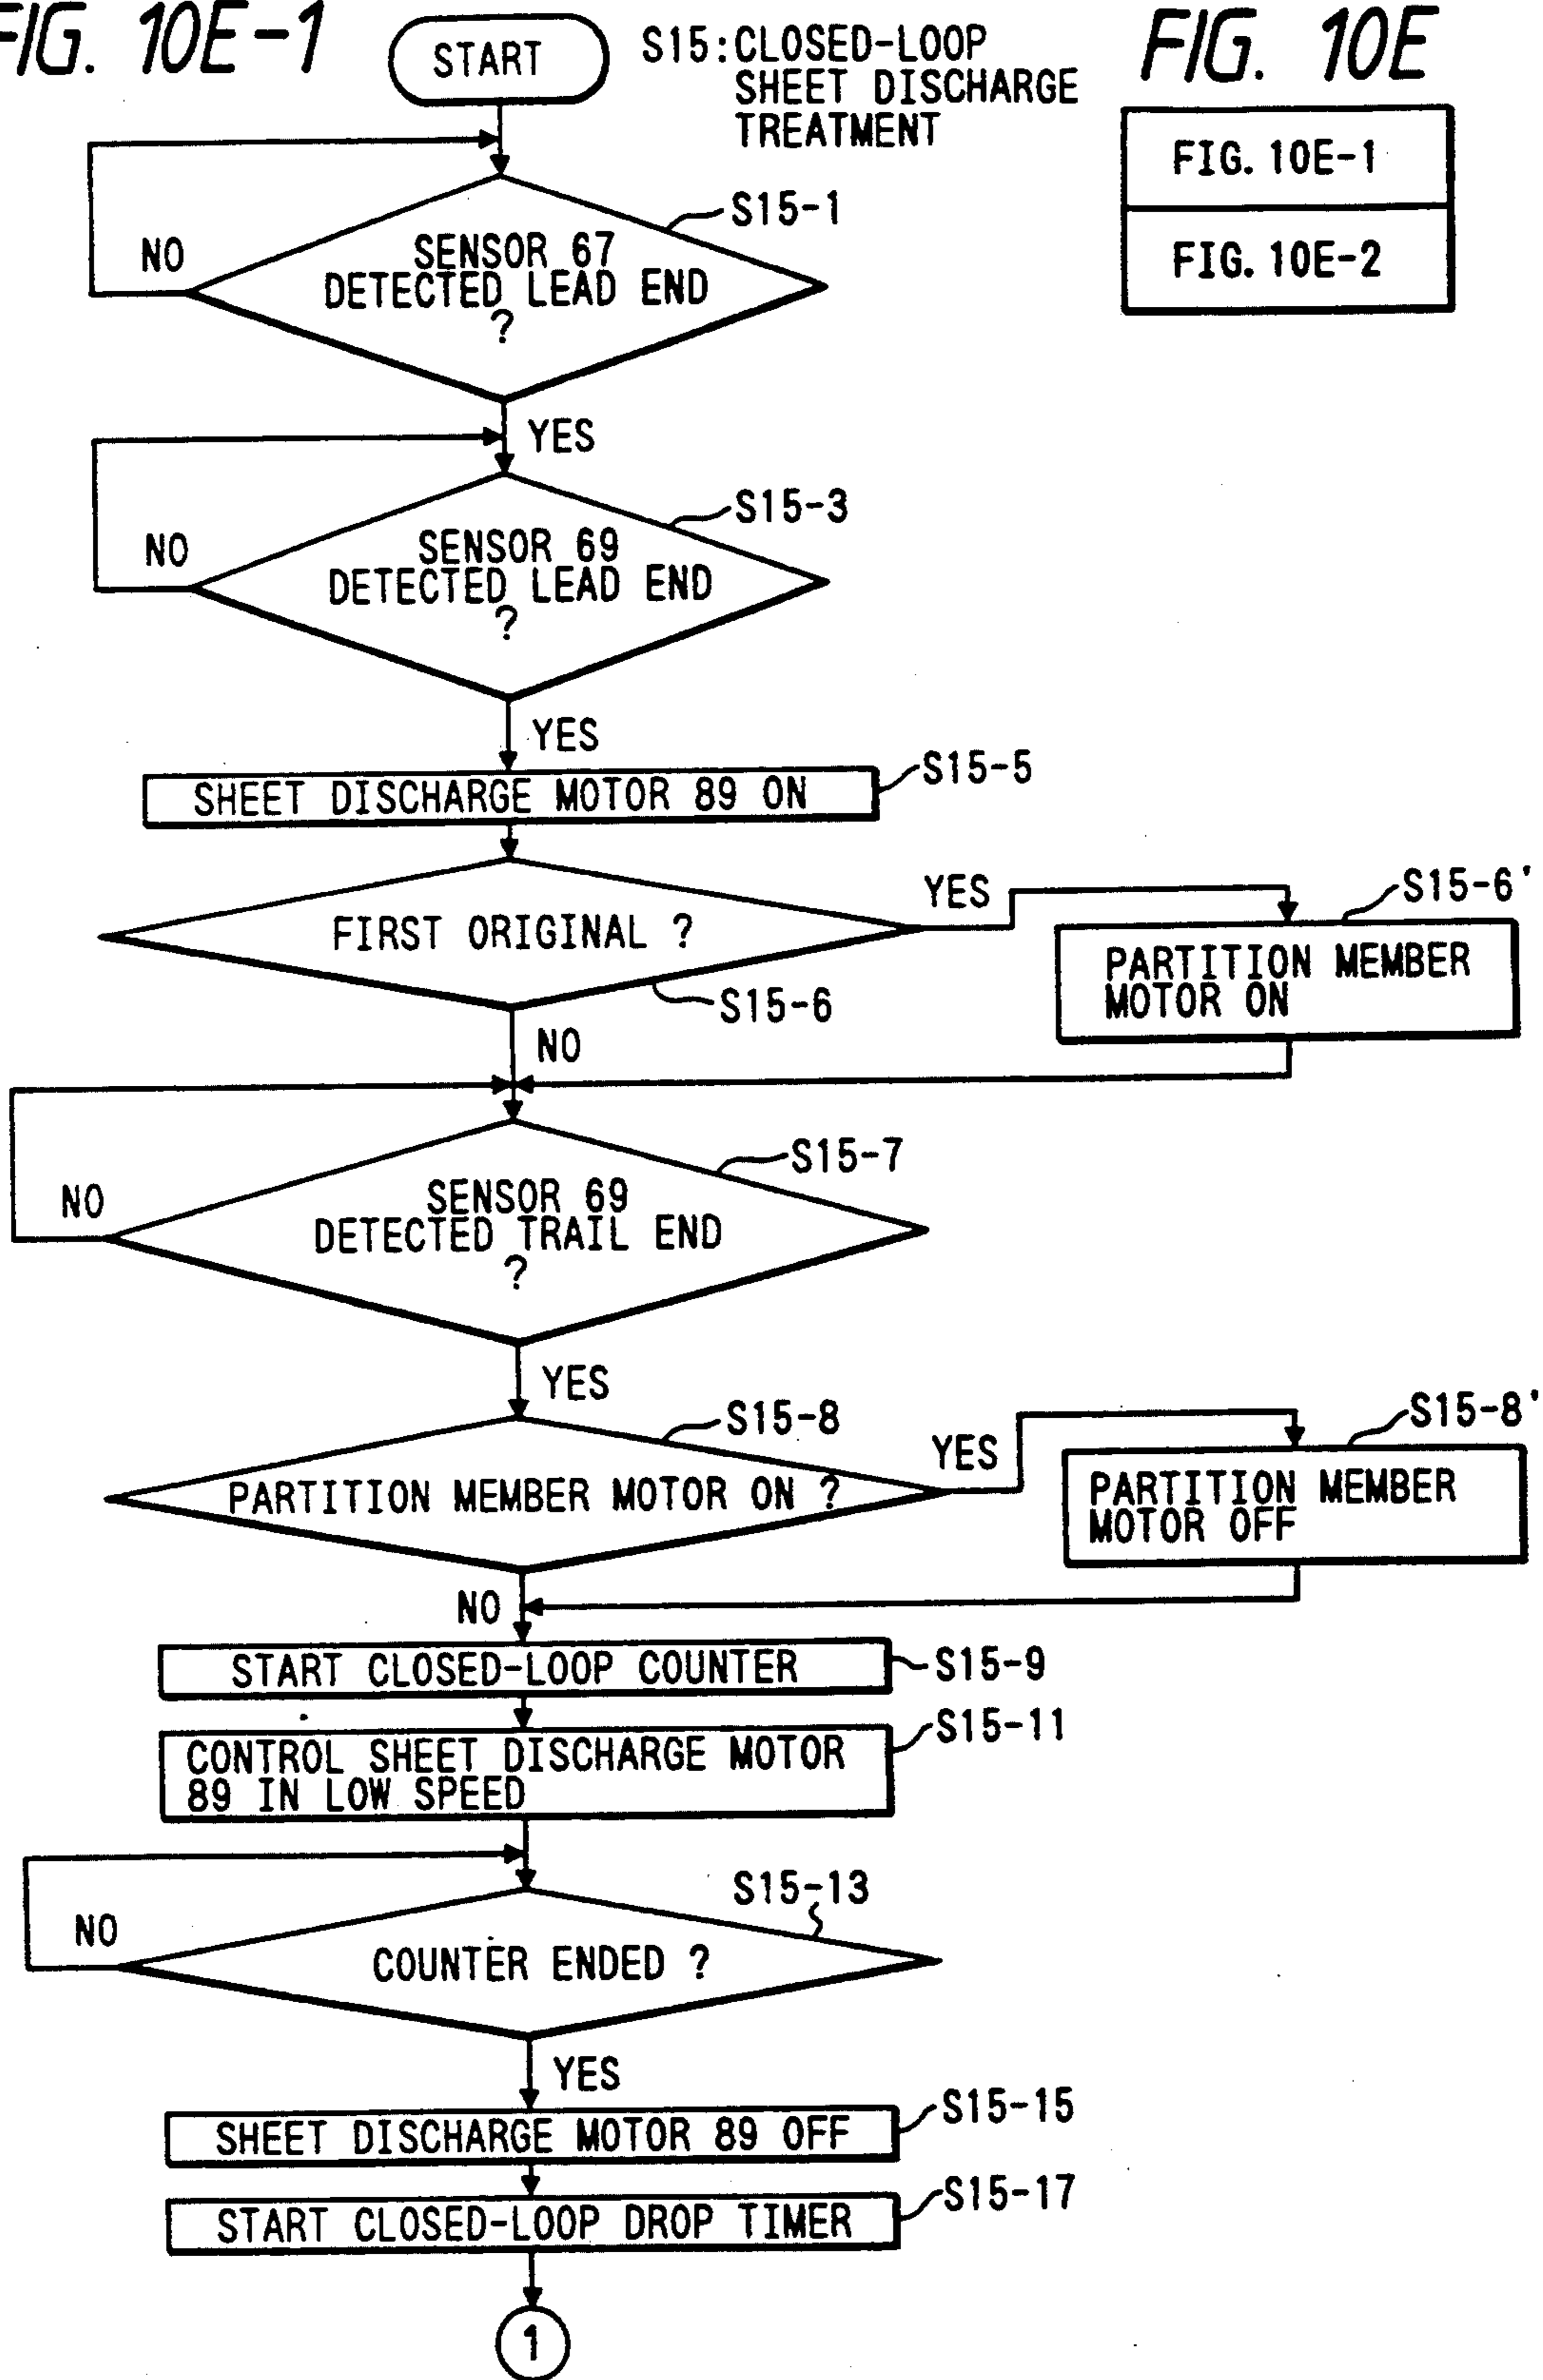 FIG. 10E-1
START
S15:CLOSED-LOOP
SHEET DISCHARGE
TREATMENT
FIG. 10E
FIG. 10E-1
FIG. 10E-2
S15-1
SENSOR 67
DETECTED LEAD END
?
NO
YES
S15-3
SENSOR 69
DETECTED LEAD END
?
NO
YES
SHEET DISCHARGE MOTOR 89 ON
S15-5
FIRST ORIGINAL ?
YES
S15-6'
PARTITION MEMBER
MOTOR ON
S15-6
NO
S15-7
SENSOR 69
DETECTED TRAIL END
?
NO
YES
S15-8
PARTITION MEMBER MOTOR ON ?
YES
S15-8'
PARTITION MEMBER
MOTOR OFF
NO
START CLOSED-LOOP COUNTER
S15-9
CONTROL SHEET DISCHARGE MOTOR
89 IN LOW SPEED
S15-11
S15-13
COUNTER ENDED ?
NO
YES
SHEET DISCHARGE MOTOR 89 OFF
S15-15
START CLOSED-LOOP DROP TIMER
S15-17
1